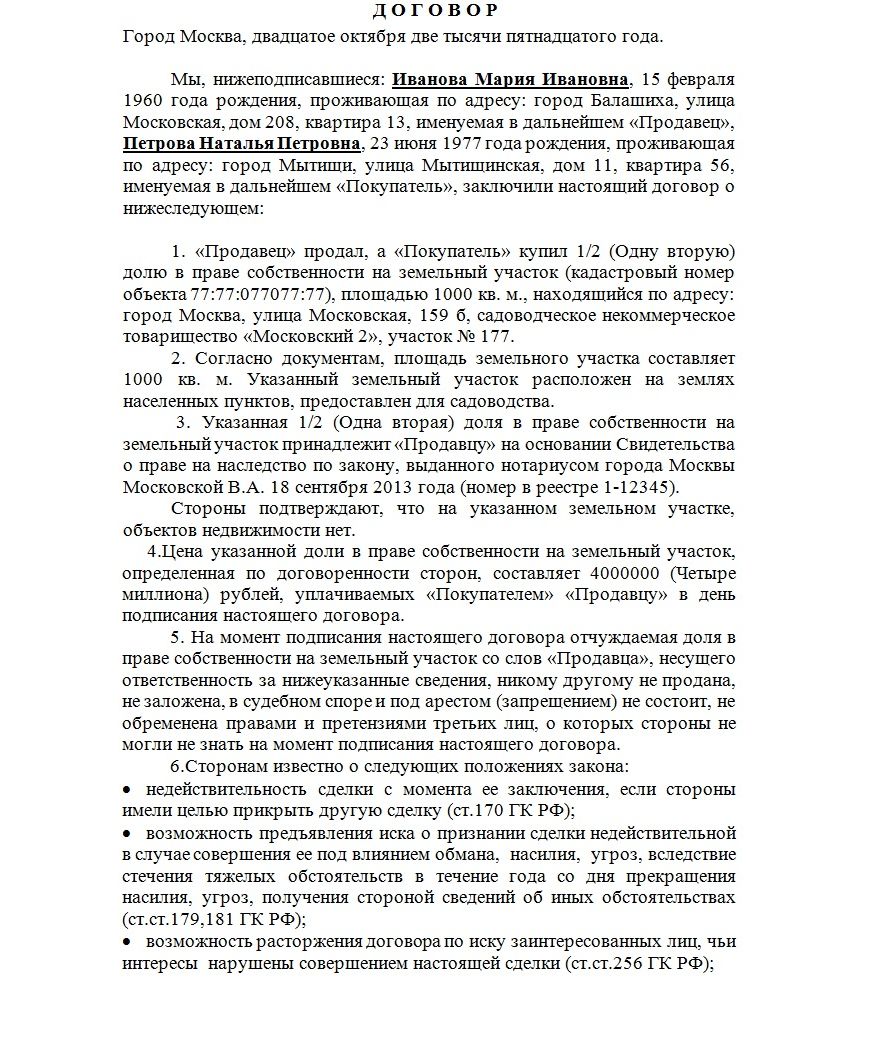 Д О Г О В О Р
Город Москва, двадцатое октября две тысячи пятнадцатого года.
Мы, нижеподписавшиеся: Иванова Мария Ивановна, 15 февраля
1960 года рождения, проживающая по адресу: город Балашиха, улица
Московская, дом 208, квартира 13, именуемая в дальнейшем «Продавец»,
Петрова Наталья Петровна, 23 июня 1977 года рождения, проживающая
по адресу: город Мытищи, улица Мытищинская, дом 11, квартира 56,
именуемая в дальнейшем «Покупатель», заключили настоящий договор о
нижеследующем:
1. «Продавец» продал, а «Покупатель» купил 1/2 (Одну вторую)
долю в праве собственности на земельный участок (кадастровый номер
объекта 77:77:077077:77), площадью 1000 кв. м., находящийся по адресу:
город Москва, улица Московская, 159 б, садоводческое некоммерческое
товарищество «Московский 2», участок № 177.
2. Согласно документам, площадь земельного участка составляет
1000 кв. м. Указанный земельный участок расположен на землях
населенных пунктов, предоставлен для садоводства.
3. Указанная 1/2 (Одна вторая) доля в праве собственности на
земельный участок принадлежит «Продавцу» на основании Свидетельства
о праве на наследство по закону, выданного нотариусом города Москвы
Московской В.А. 18 сентября 2013 года (номер в реестре 1-12345).
Стороны подтверждают, что на указанном земельном участке,
объектов недвижимости нет.
4.Цена указанной доли в праве собственности на земельный участок,
определенная по договоренности сторон, составляет 4000000 (Четыре
миллиона) рублей, уплачиваемых «Покупателем» «Продавцу» в день
подписания настоящего договора.
5. На момент подписания настоящего договора отчуждаемая доля в
праве собственности на земельный участок со слов «Продавца», несущего
ответственность за нижеуказанные сведения, никому другому не продана,
не заложена, в судебном споре и под арестом (запрещением) не состоит, не
обременена правами и претензиями третьих лиц, о которых стороны не
могли не знать на момент подписания настоящего договора.
6.Сторонам известно о следующих положениях закона:
• недействительность сделки с момента ее заключения, если стороны
имели целью прикрыть другую сделку (ст.170 ГК РФ);
• возможность предъявления иска о признании сделки недействительной
в случае совершения ее под влиянием обмана, насилия, угроз, вследствие
стечения тяжелых обстоятельств в течение года со дня прекращения
насилия, угроз, получения стороной сведений об иных обстоятельствах
(ст.ст.179,181 ГК РФ);
• возможность расторжения договора по иску заинтересованных лиц, чьи
интересы нарушены совершением настоящей сделки (ст.ст.256 ГК РФ);